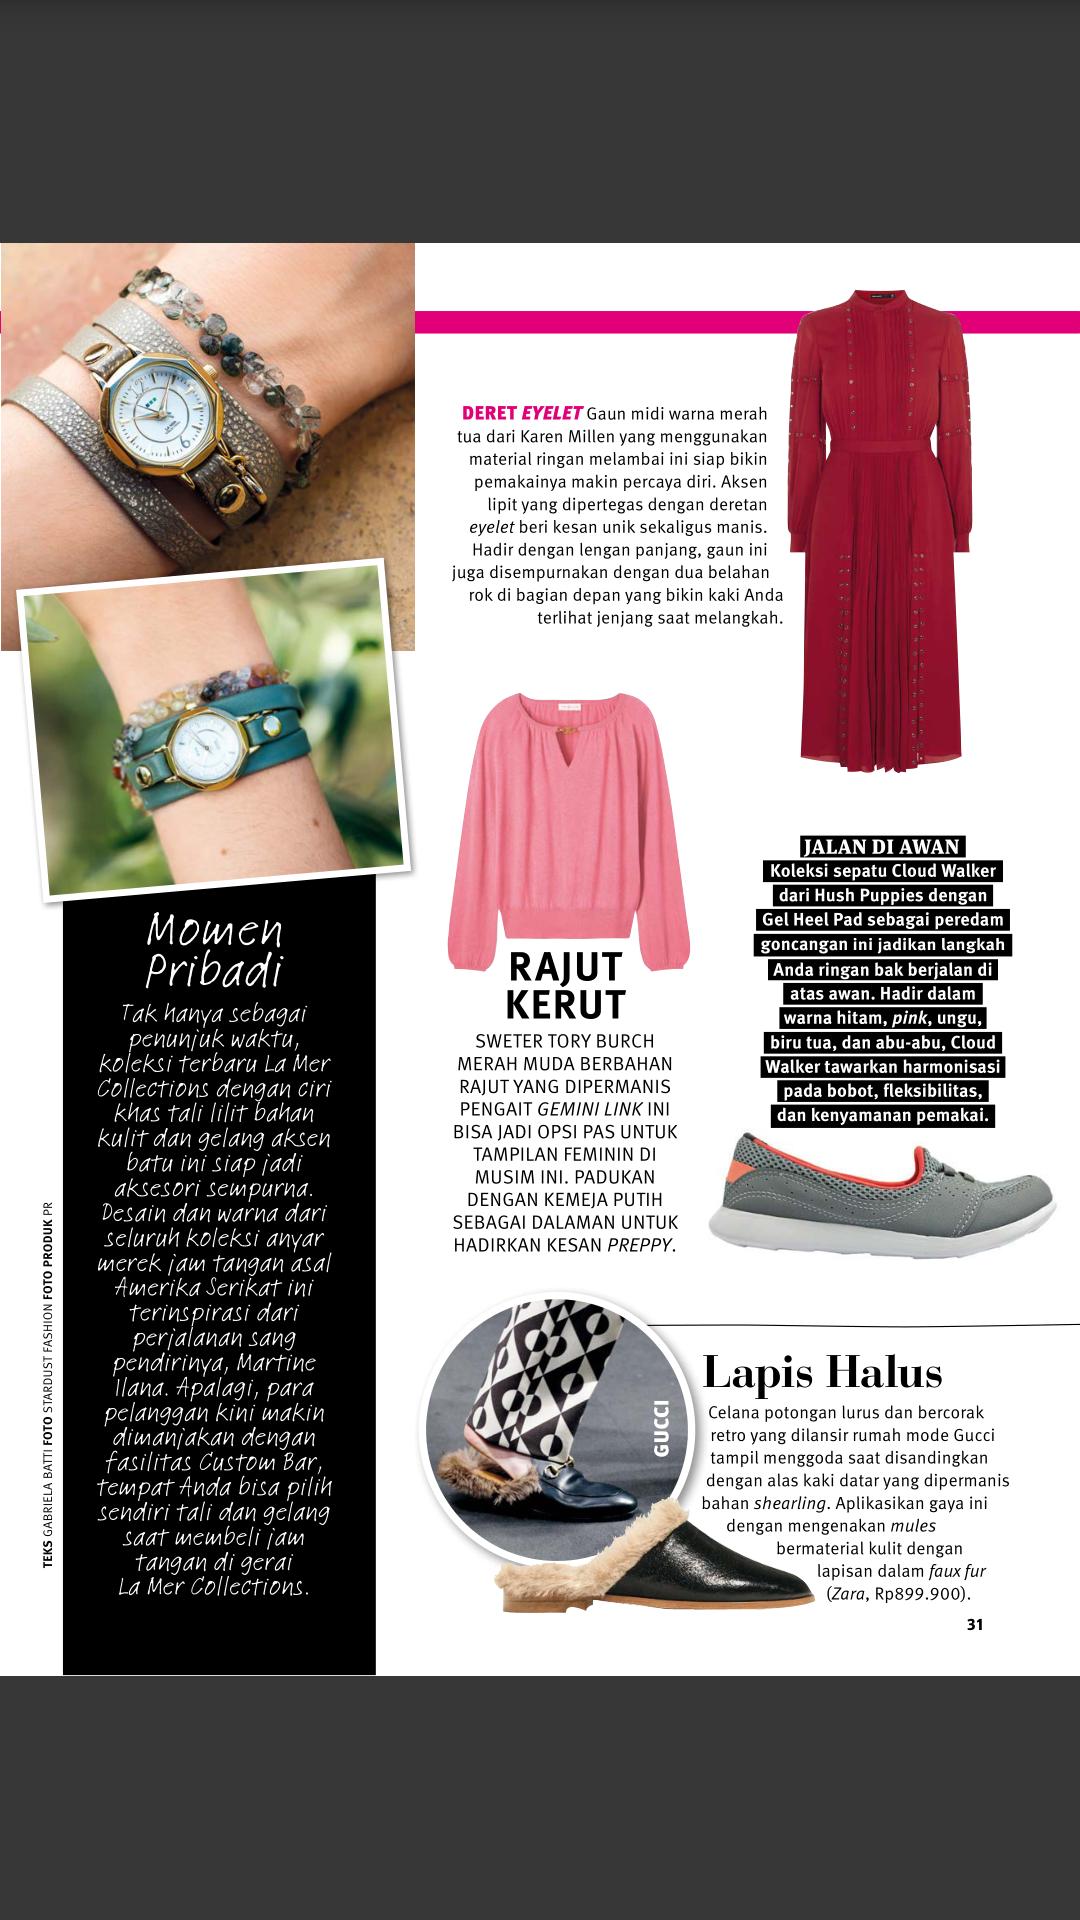 DERET EYELET Gaun midi warna merah
tua dari Karen Millen yang menggunakan
material ringan melambai ini siap bikin
pemakainya makin percaya diri. Aksen
lipit yang dipertegas dengan deretan
eyelet beri kesan unik sekaligus manis.
Hadir dengan lengan panjang, gaun ini
juga disempurnakan dengan dua belahan
rok di bagian depan yang bikin kaki Anda
terlihat jenjang saat melangkah.
Momen
Pribadi
Tak hanya sebagai
penunjuk waktu,
koleksi terbaru La Mer
Collections dengan ciri
khas tali lilit bahan
kulit dan gelang aksen
batu ini siap jadi
aksesori sempurna.
Desain dan warna dari
seluruh koleksi anyar
merek jam tangan asal
Amerika Serikat ini
terinspirasi dari
perjalanan sang
pendirinya, Martine
Ilana. Apalagi, para
pelanggan kini makin
dimanjakan dengan
fasilitas Custom Bar,
tempat Anda bisa pilih
sendiri tali dan gelang
saat membeli jam
tangan di gerai
La Mer Collections.
TEKS GABRIELA BATTI FOTO STARDUST FASHION FOTO PRODUK PR
RAJUT
KERUT
SWETER TORY BURCH
MERAH MUDA BERBAHAN
RAJUT YANG DIPERMANIS
PENGAIT GEMINI LINK INI
BISA JADI OPSI PAS UNTUK
TAMPILAN FEMININ DI
MUSIM INI. PADUKAN
DENGAN KEMEJA PUTIH
SEBAGAI DALAMAN UNTUK
HADIRKAN KESAN PREPPY.
JALAN DI AWAN
Koleksi sepatu Cloud Walker
dari Hush Puppies dengan
Gel Heel Pad sebagai peredam
goncangan ini jadikan langkah
Anda ringan bak berjalan di
atas awan. Hadir dalam
warna hitam, pink, ungu,
biru tua, dan abu-abu, Cloud
Walker tawarkan harmonisasi
pada bobot, fleksibilitas,
dan kenyamanan pemakai.
GUCCI
Lapis Halus
Celana potongan lurus dan bercorak
retro yang dilansir rumah mode Gucci
tampil menggoda saat disandingkan
dengan alas kaki datar yang dipermanis
bahan shearling. Aplikasikan gaya ini
dengan mengenakan mules
bermaterial kulit dengan
lapisan dalam faux fur
(Zara, Rp899.900).
31